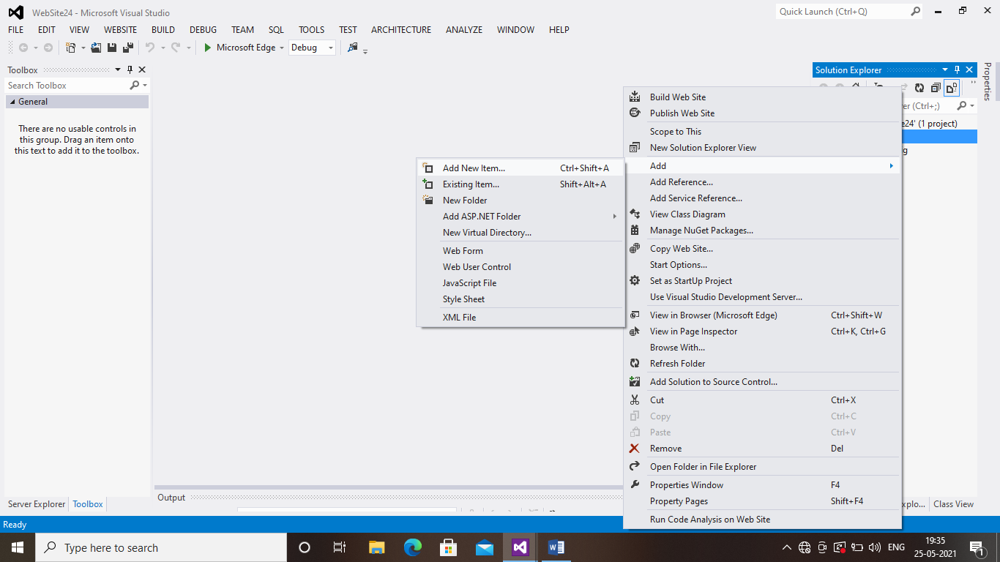 WebSite24 - Microsoft Visual Studio
Quick Launch (Ctrl+Q)
FILE EDIT VIEW WEBSITE BUILD DEBUG TEAM SQL TOOLS TEST ARCHITECTURE ANALYZE WINDOW HELP
Microsoft Edge Debug
Toolbox
Search Toolbox
General
There are no usable controls in
this group. Drag an item onto
this text to add it to the toolbox.
Server Explorer Toolbox
Add New Item... Ctrl+Shift+A
Existing Item... Shift+Alt+A
New Folder
Add ASP.NET Folder
New Virtual Directory...
Web Form
Web User Control
JavaScript File
Style Sheet
XML File
Output
Build Web Site
Publish Web Site
Scope to This
New Solution Explorer View
Add
Add Reference...
Add Service Reference...
View Class Diagram
Manage NuGet Packages...
Copy Web Site...
Start Options...
Set as StartUp Project
Use Visual Studio Development Server...
View in Browser (Microsoft Edge) Ctrl+Shift+W
View in Page Inspector Ctrl+K, Ctrl+G
Browse With...
Refresh Folder
Add Solution to Source Control...
Cut Ctrl+X
Copy Ctrl+C
Paste Ctrl+V
Remove Del
Open Folder in File Explorer
Properties Window F4
Property Pages Shift+F4
Run Code Analysis on Web Site
Solution Explorer
er (Ctrl+;)
e24' (1 project)
g
xplo... Class View
Properties
Ready
Type here to search
ENG
19:35
25-05-2021
1